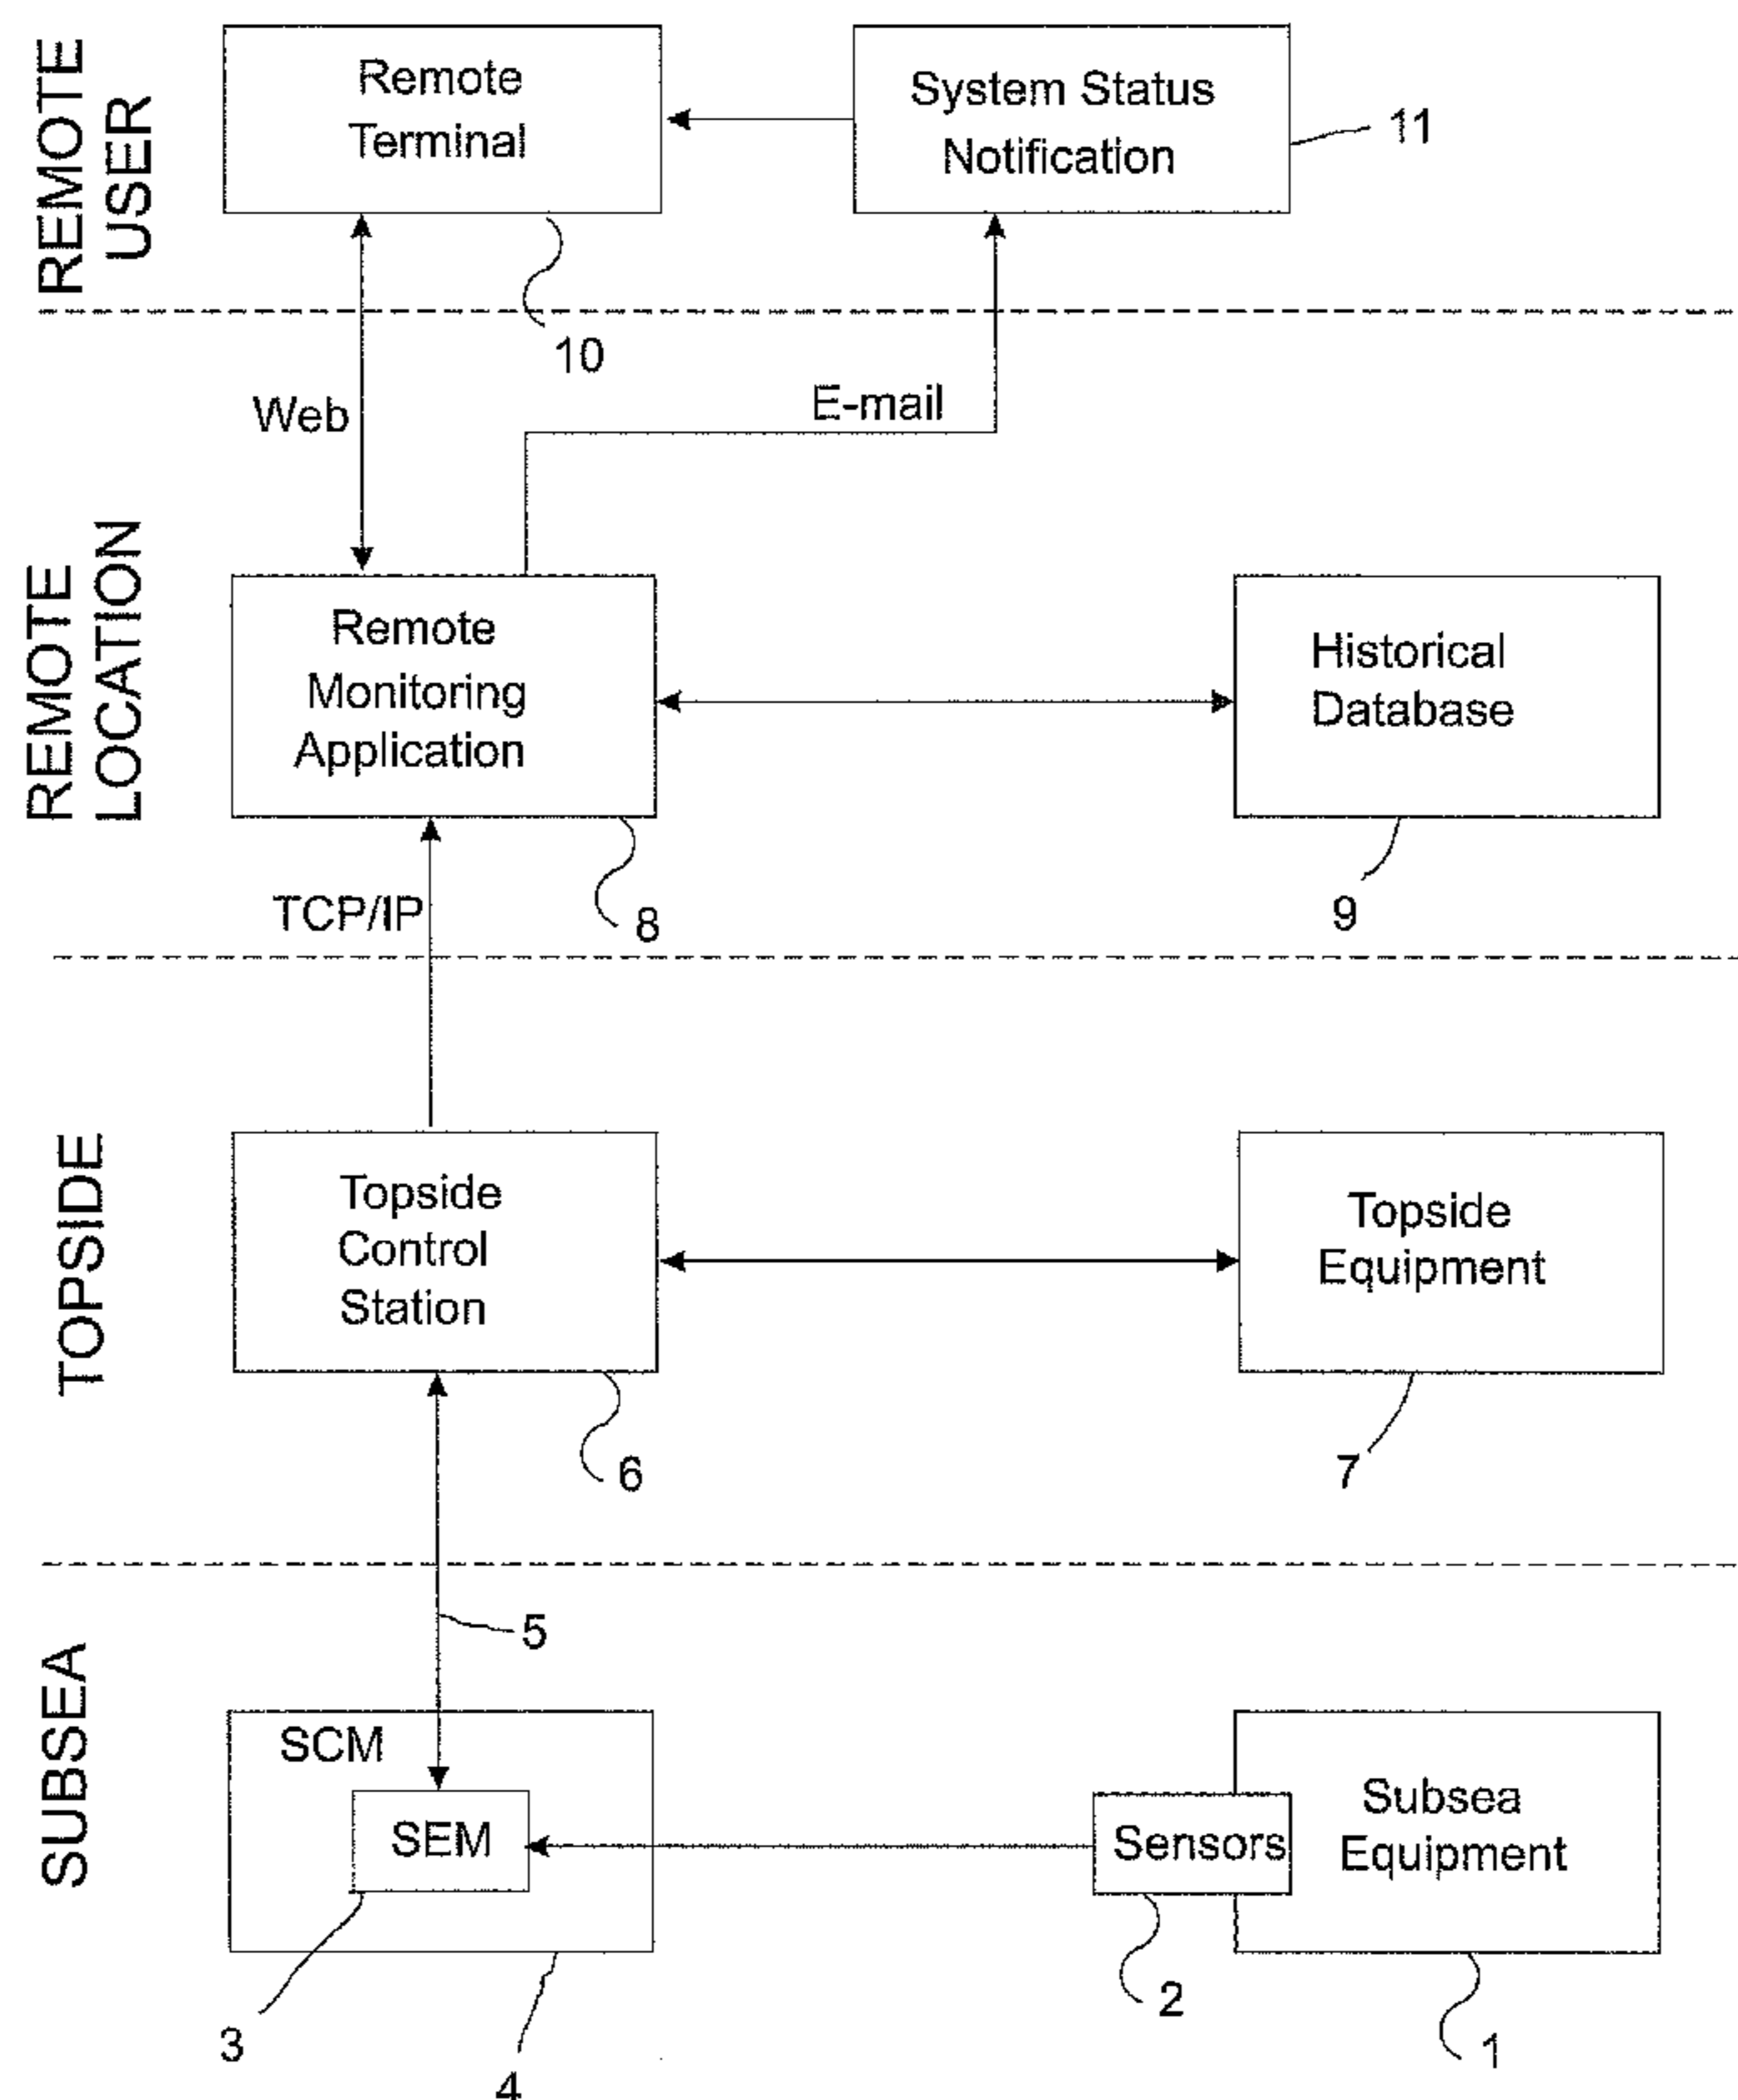 REMOTE
USER
Remote
Terminal
System Status
Notification
11
10
Web
E-mail
REMOTE
LOCATION
Remote
Monitoring
Application
Historical
Database
TCP/IP
8
9
TOPSIDE
Topside
Control
Station
Topside
Equipment
6
7
5
SUBSEA
SCM
SEM
Sensors
Subsea
Equipment
2
3
4
1